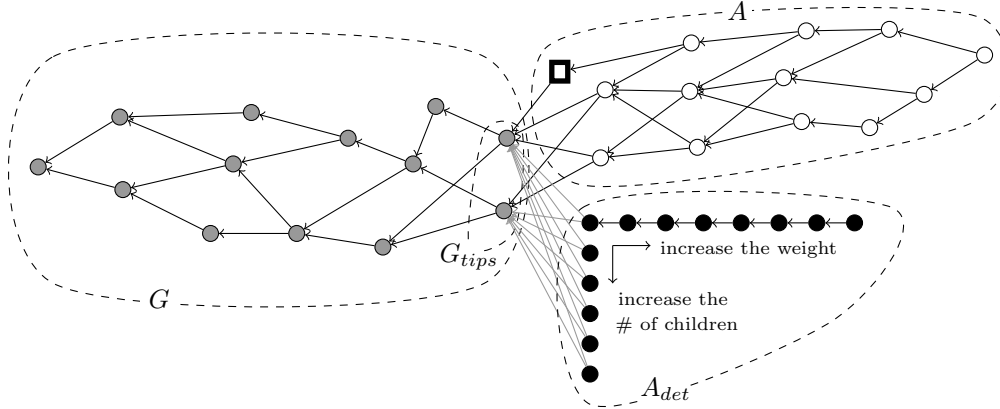 A
G
G_tips
increase the weight
increase the
# of children
A_det